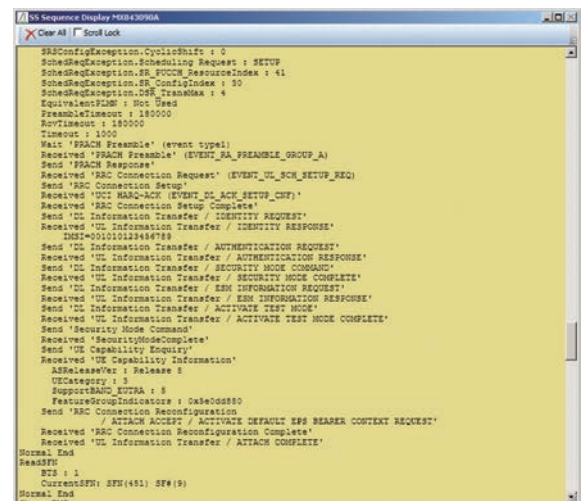 SS Sequence Display MX843090A
Clear All Scroll Lock
SRSConfigException.CyclicShift : 0
SchedReqException.Scheduling Request : SETUP
SchedReqException.SR_PUCCH_ResourceIndex : 41
SchedReqException.SR_ConfigIndex : 30
SchedReqException.DSR_TransMax : 4
EquivalentPLMN : Not Used
PreambleTimeout : 180000
RcvTimeout : 180000
Timeout : 1000
Wait 'PRACH Preamble' (event type1)
Received 'PRACH Preamble' (EVENT_RA_PREAMBLE_GROUP_A)
Send 'PRACH Response'
Received 'RRC Connection Request' (EVENT_UL_SCH_SETUP_REQ)
Send 'RRC Connection Setup'
Received 'UCI HARQ-ACK (EVENT_DL_ACK_SETUP_CNF)'
Received 'RRC Connection Setup Complete'
Send 'DL Information Transfer / IDENTITY REQUEST'
Received 'UL Information Transfer / IDENTITY RESPONSE'
IMSI=001010123456789
Send 'DL Information Transfer / AUTHENTICATION REQUEST'
Received 'UL Information Transfer / AUTHENTICATION RESPONSE'
Send 'DL Information Transfer / SECURITY MODE COMMAND'
Received 'UL Information Transfer / SECURITY MODE COMPLETE'
Send 'DL Information Transfer / ESM INFORMATION REQUEST'
Received 'UL Information Transfer / ESM INFORMATION RESPONSE'
Send 'DL Information Transfer / ACTIVATE TEST MODE'
Received 'UL Information Transfer / ACTIVATE TEST MODE COMPLETE'
Send 'Security Mode Command'
Received 'SecurityModeComplete'
Send 'UE Capability Enquiry'
Received 'UE Capability Information'
ASReleaseVer : Release 8
UECategory : 3
SupportBAND_EUTRA : 8
FeatureGroupIndicators : 0x5e0dd880
Send 'RRC Connection Reconfiguration
/ ATTACH ACCEPT / ACTIVATE DEFAULT EPS BEARER CONTEXT REQUEST'
Received 'RRC Connection Reconfiguration Complete'
Received 'UL Information Transfer / ATTACH COMPLETE'
Normal End
ReadSFN
BTS : 1
CurrentSFN: SFN(451) SF#(9)
Normal End